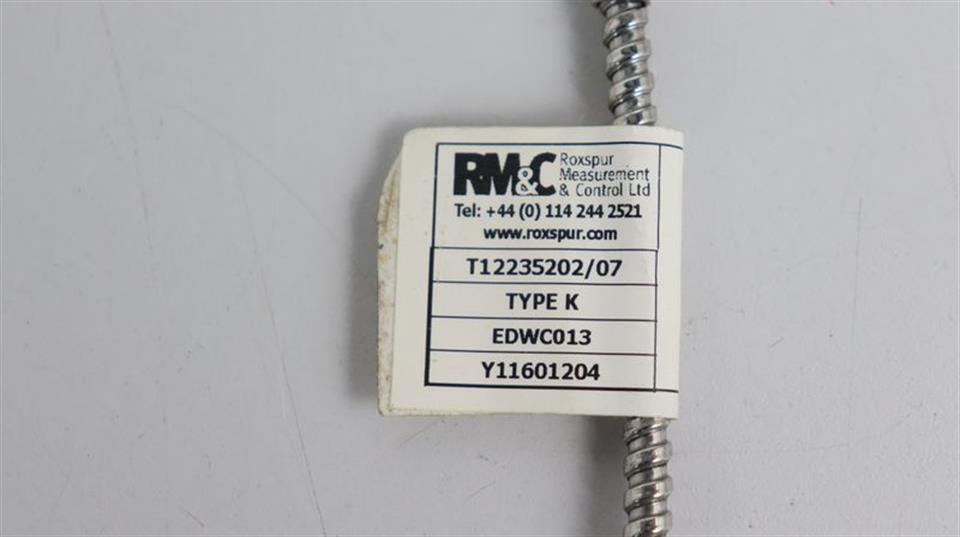 RM&C Roxspur
Measurement
& Control Ltd
Tel: +44 (0) 114 244 2521
www.roxspur.com
T12235202/07
TYPE K
EDWC013
Y11601204